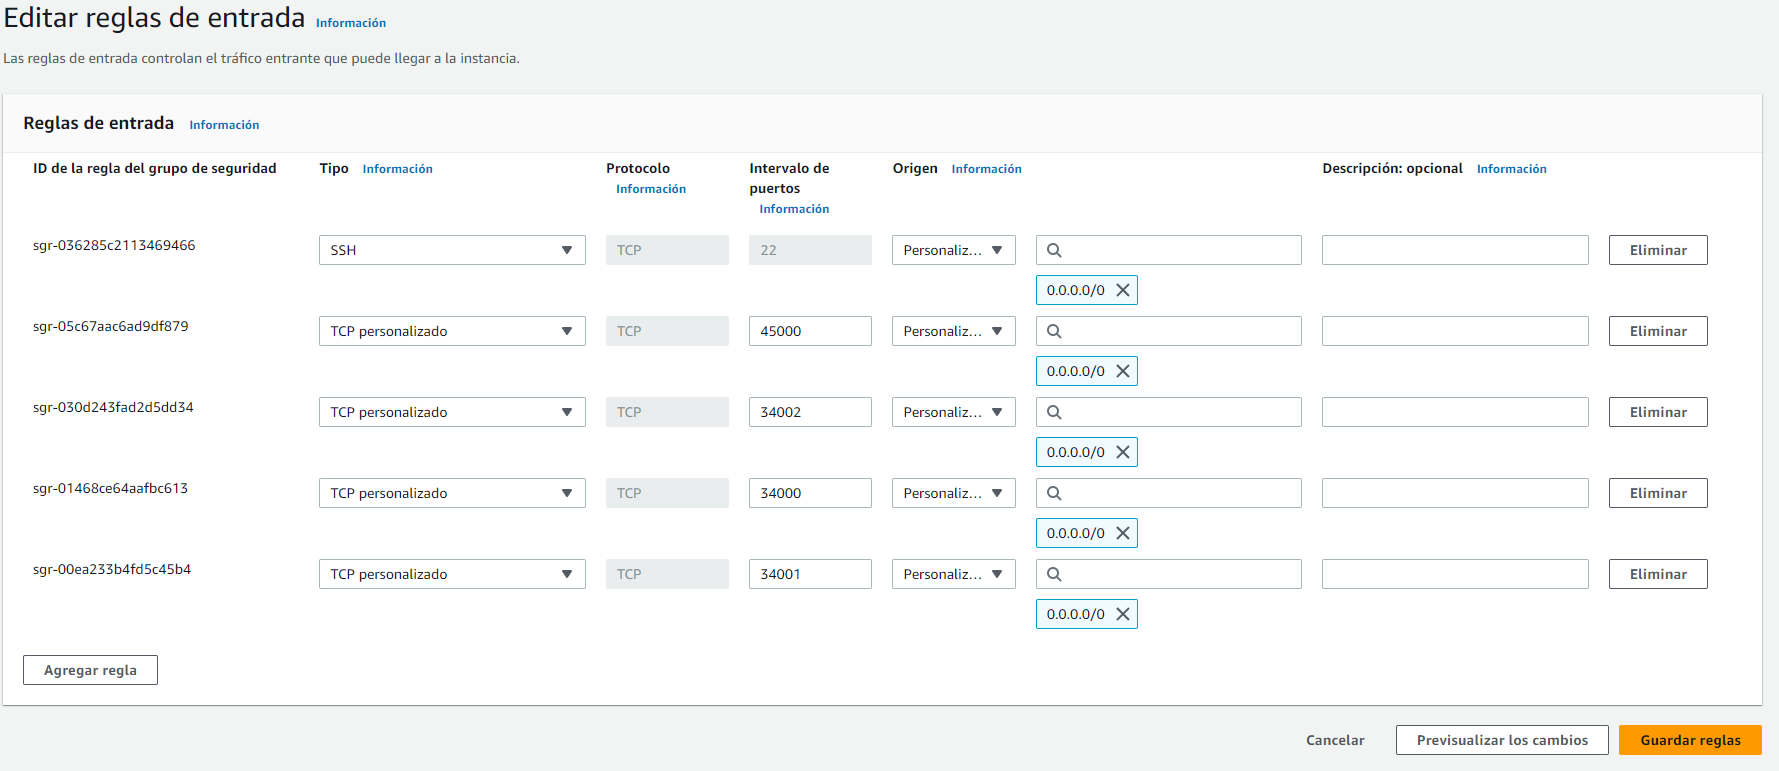 Editar reglas de entrada Información
Las reglas de entrada controlan el tráfico entrante que puede llegar a la instancia.
Reglas de entrada Información
ID de la regla del grupo de seguridad Tipo Información Protocolo Información Intervalo de puertos Información Origen Información Descripción: opcional Información
sgr-036285c2113469466 SSH TCP 22 Personaliz... Eliminar
0.0.0.0/0
sgr-05c67aac6ad9df879 TCP personalizado TCP 45000 Personaliz... Eliminar
0.0.0.0/0
sgr-030d243fad2d5dd34 TCP personalizado TCP 34002 Personaliz... Eliminar
0.0.0.0/0
sgr-01468ce64aafbc613 TCP personalizado TCP 34000 Personaliz... Eliminar
0.0.0.0/0
sgr-00ea233b4fd5c45b4 TCP personalizado TCP 34001 Personaliz... Eliminar
0.0.0.0/0
Agregar regla
Cancelar Previsualizar los cambios Guardar reglas